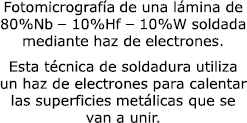 Fotomicrografía de una lámina de
80%Nb – 10%Hf – 10%W soldada
mediante haz de electrones.
Esta técnica de soldadura utiliza
un haz de electrones para calentar
las superficies metálicas que se
van a unir.